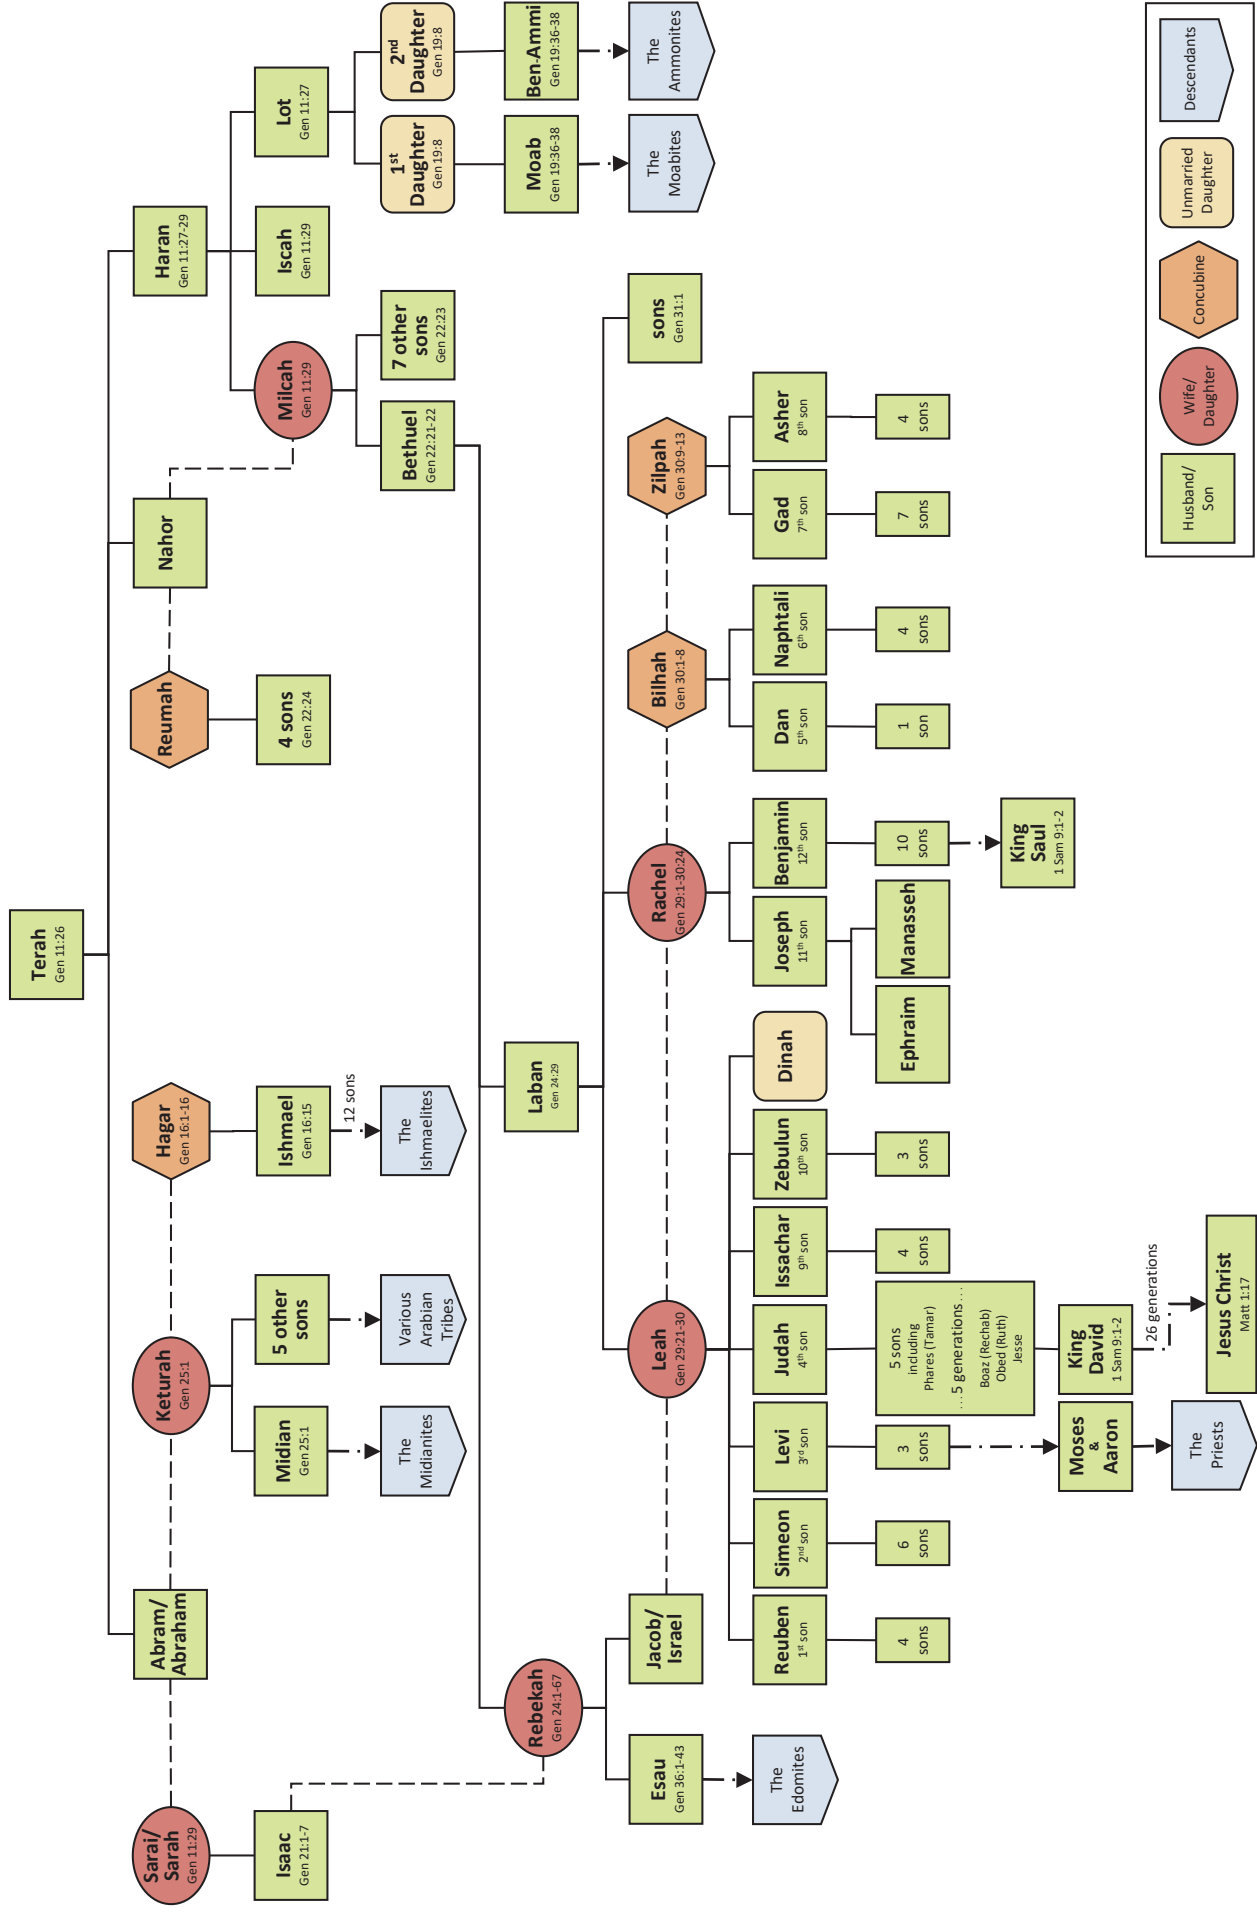 Terah
Gen 11:26
Sarai/
Sarah
Gen 11:29
Abram/
Abraham
Keturah
Gen 25:1
Hagar
Gen 16:1-16
Reumah
Nahor
Haran
Gen 11:27-29
Isaac
Gen 21:1-7
Midian
Gen 25:1
5 other
sons
Ishmael
Gen 16:15
4 sons
Gen 22:24
Milcah
Gen 11:29
Iscah
Gen 11:29
Lot
Gen 11:27
12 sons
The
Midianites
Various
Arabian
Tribes
The
Ishmaelites
Bethuel
Gen 22:21-22
7 other
sons
Gen 22:23
1st
Daughter
Gen 19:8
2nd
Daughter
Gen 19:8
Rebekah
Gen 24:1-67
Laban
Gen 24:29
Moab
Gen 19:36-38
Ben-Ammi
Gen 19:36-38
Esau
Gen 36:1-43
Jacob/
Israel
Leah
Gen 29:21-30
Rachel
Gen 29:1-30:24
Bilhah
Gen 30:1-8
Zilpah
Gen 30:9-13
sons
Gen 31:1
The
Moabites
The
Ammonites
The
Edomites
Reuben
1st son
Simeon
2nd son
Levi
3rd son
Judah
4th son
Issachar
9th son
Zebulun
10th son
Dinah
Joseph
11th son
Benjamin
12th son
Dan
5th son
Naphtali
6th son
Gad
7th son
Asher
8th son
4
sons
6
sons
3
sons
5 sons
including
Phares (Tamar)
...5 generations...
Boaz (Rechab)
Obed (Ruth)
Jesse
4
sons
3
sons
Ephraim
Manasseh
10
sons
1
son
4
sons
7
sons
4
sons
King
Saul
1 Sam 9:1-2
Moses
&
Aaron
King
David
1 Sam 9:1-2
26 generations
The
Priests
Jesus Christ
Matt 1:17
Husband/
Son
Wife/
Daughter
Concubine
Unmarried
Daughter
Descendants